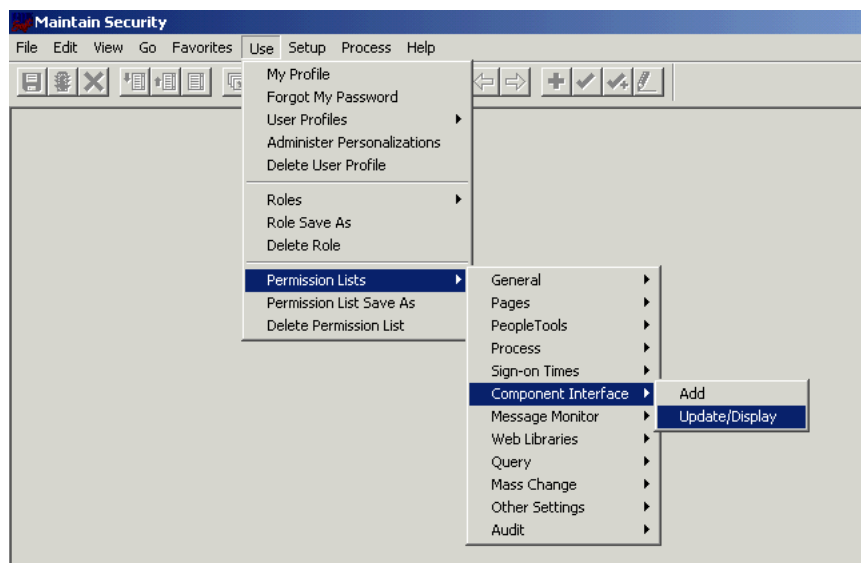 Maintain Security
File Edit View Go Favorites Use Setup Process Help
My Profile
Forgot My Password
User Profiles
Administer Personalizations
Delete User Profile
Roles
Role Save As
Delete Role
Permission Lists
Permission List Save As
Delete Permission List
General
Pages
PeopleTools
Process
Sign-on Times
Component Interface
Message Monitor
Web Libraries
Query
Mass Change
Other Settings
Audit
Add
Update/Display